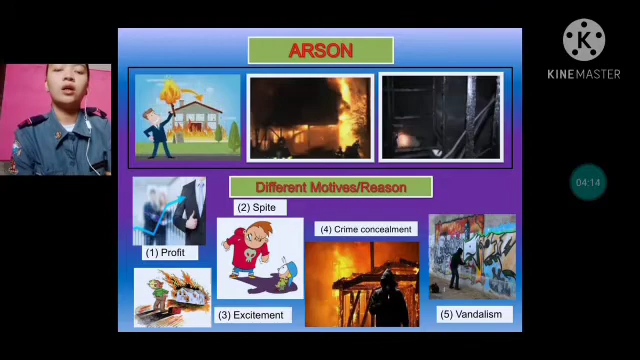 ARSON
K
KINEMASTER
Different Motives/Reason
04:14
(2) Spite
(4) Crime concealment
(1) Profit
(3) Excitement
(5) Vandalism